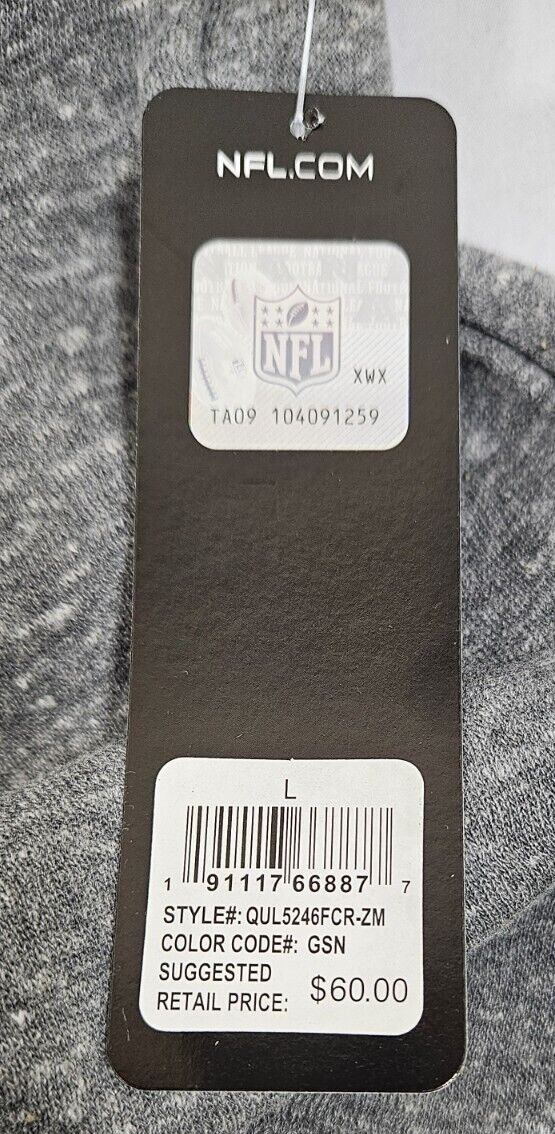 NFL.COM
NFL
XWX
TA09 104091259
L
1 91117 66887 7
STYLE#: QUL5246FCR-ZM
COLOR CODE#: GSN
SUGGESTED
RETAIL PRICE: $60.00